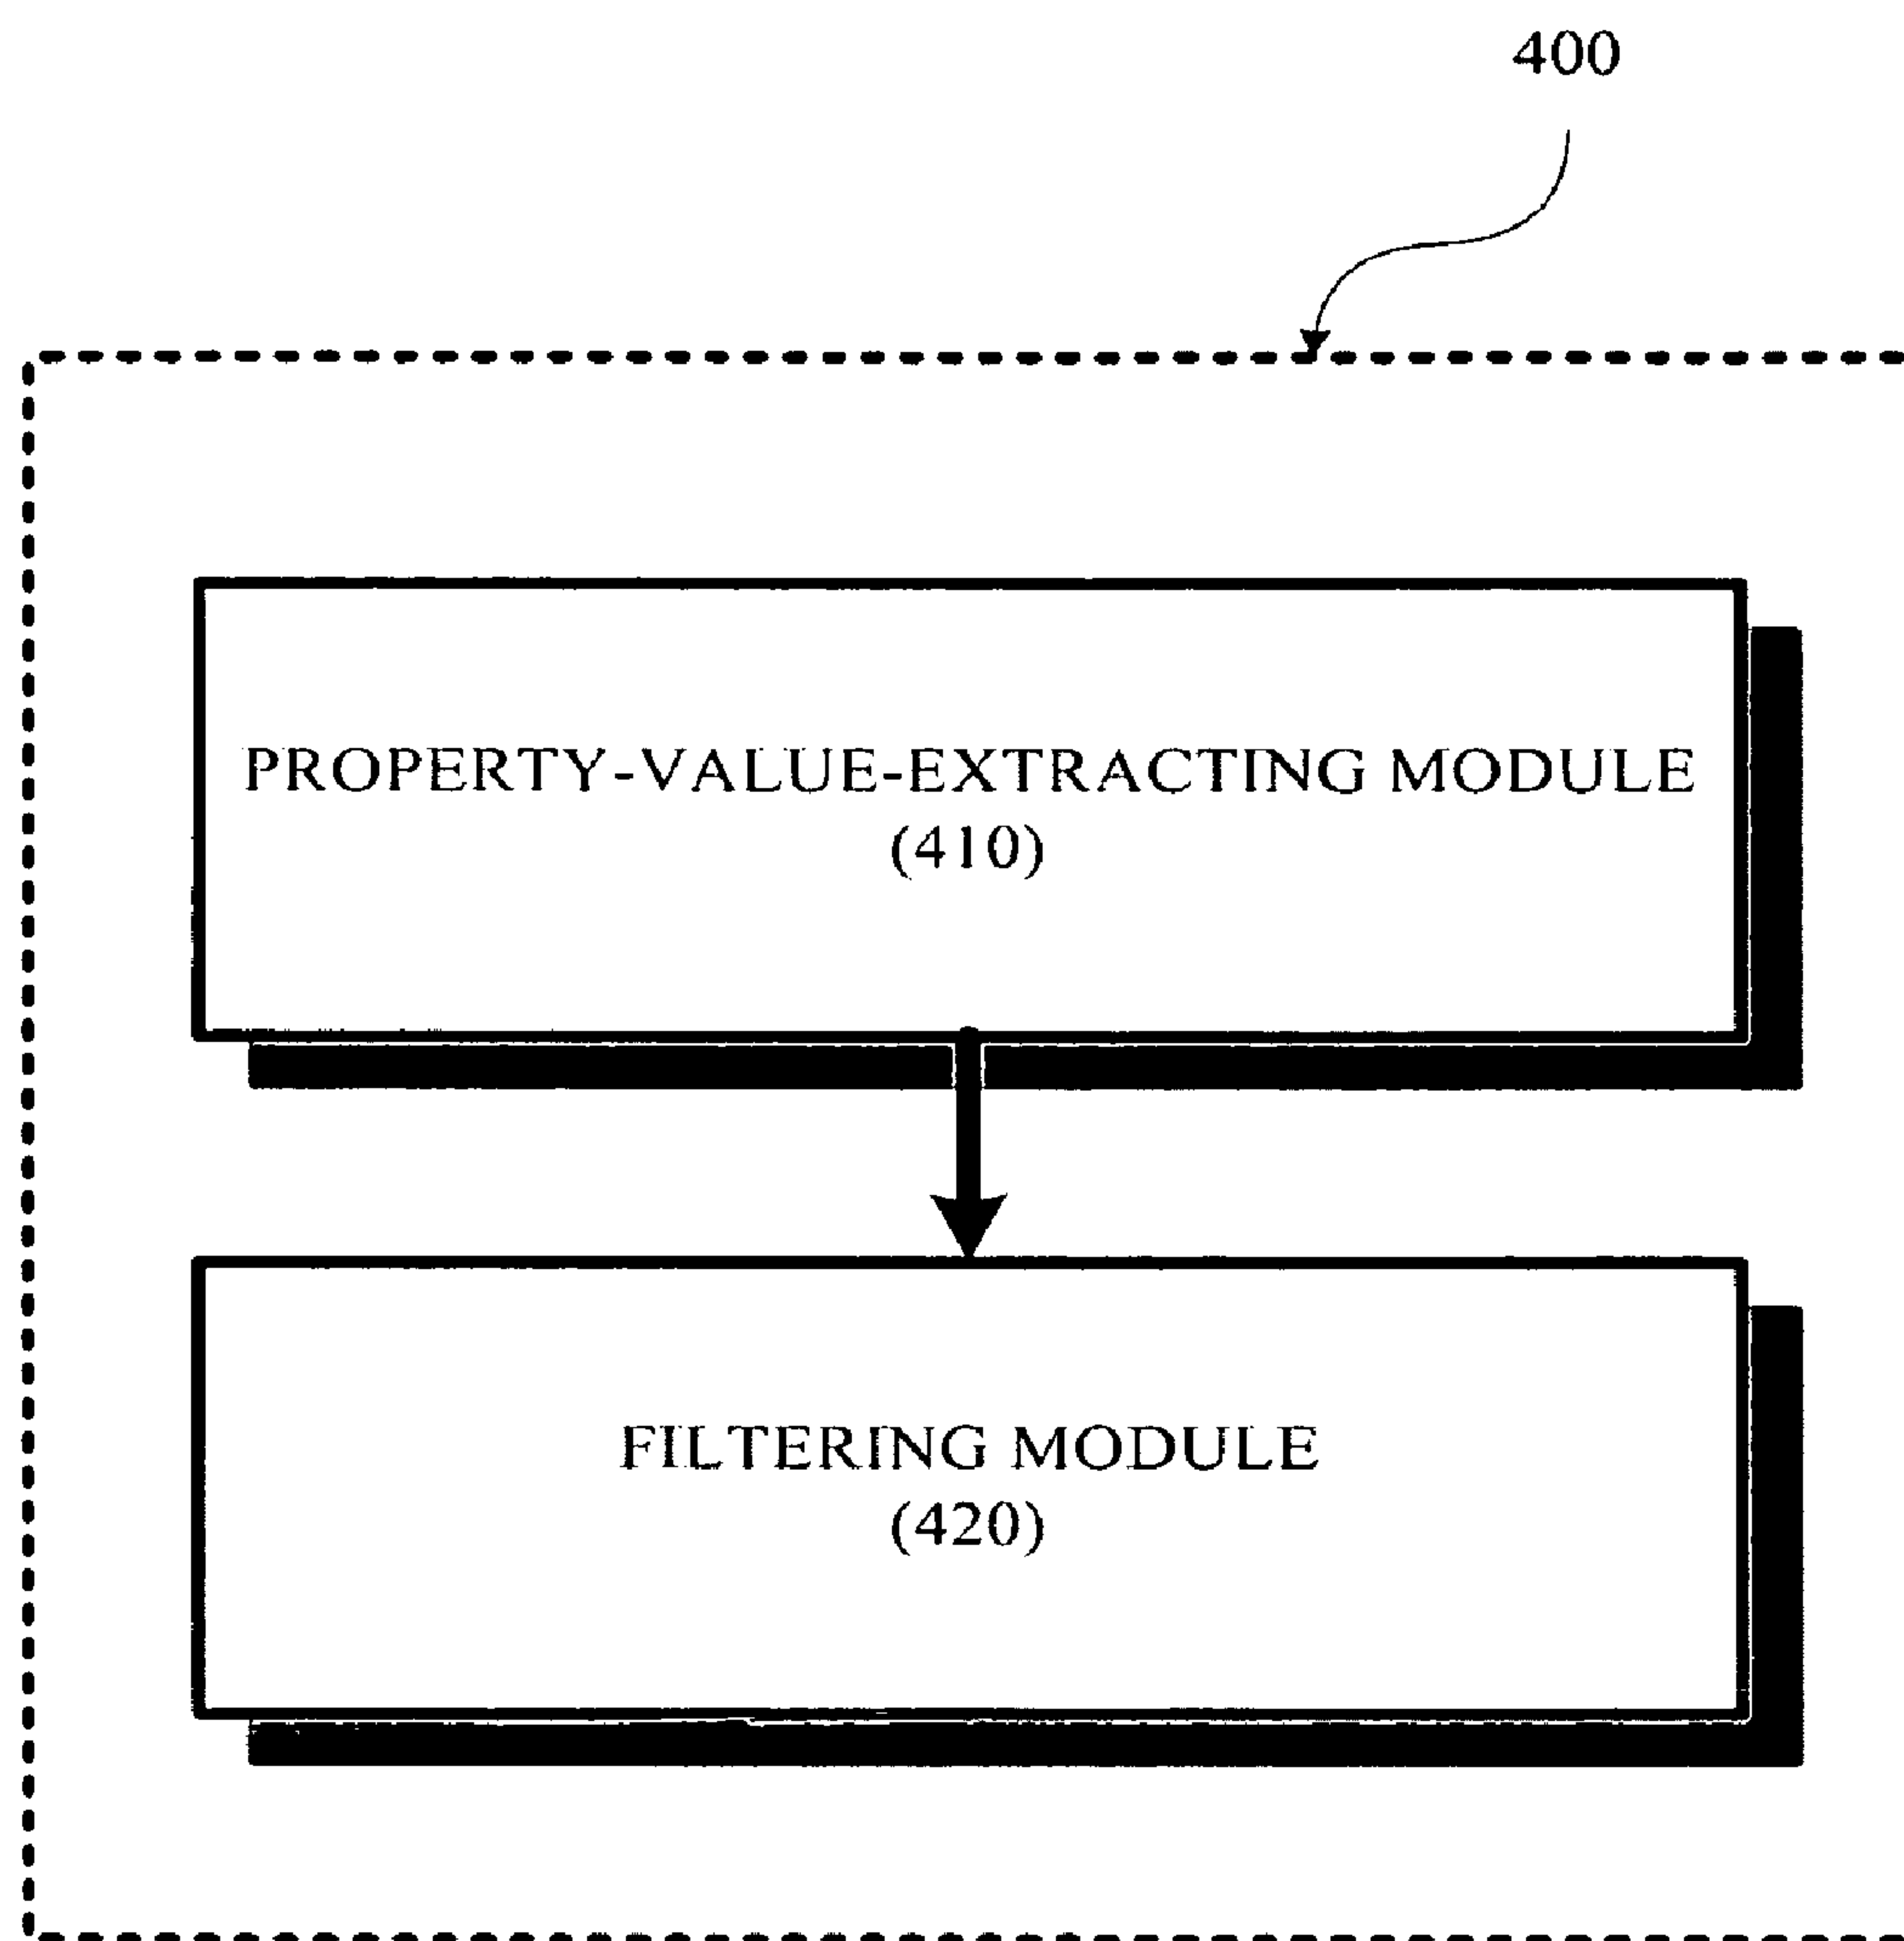 400
PROPERTY-VALUE-EXTRACTING MODULE
(410)
FILTERING MODULE
(420)